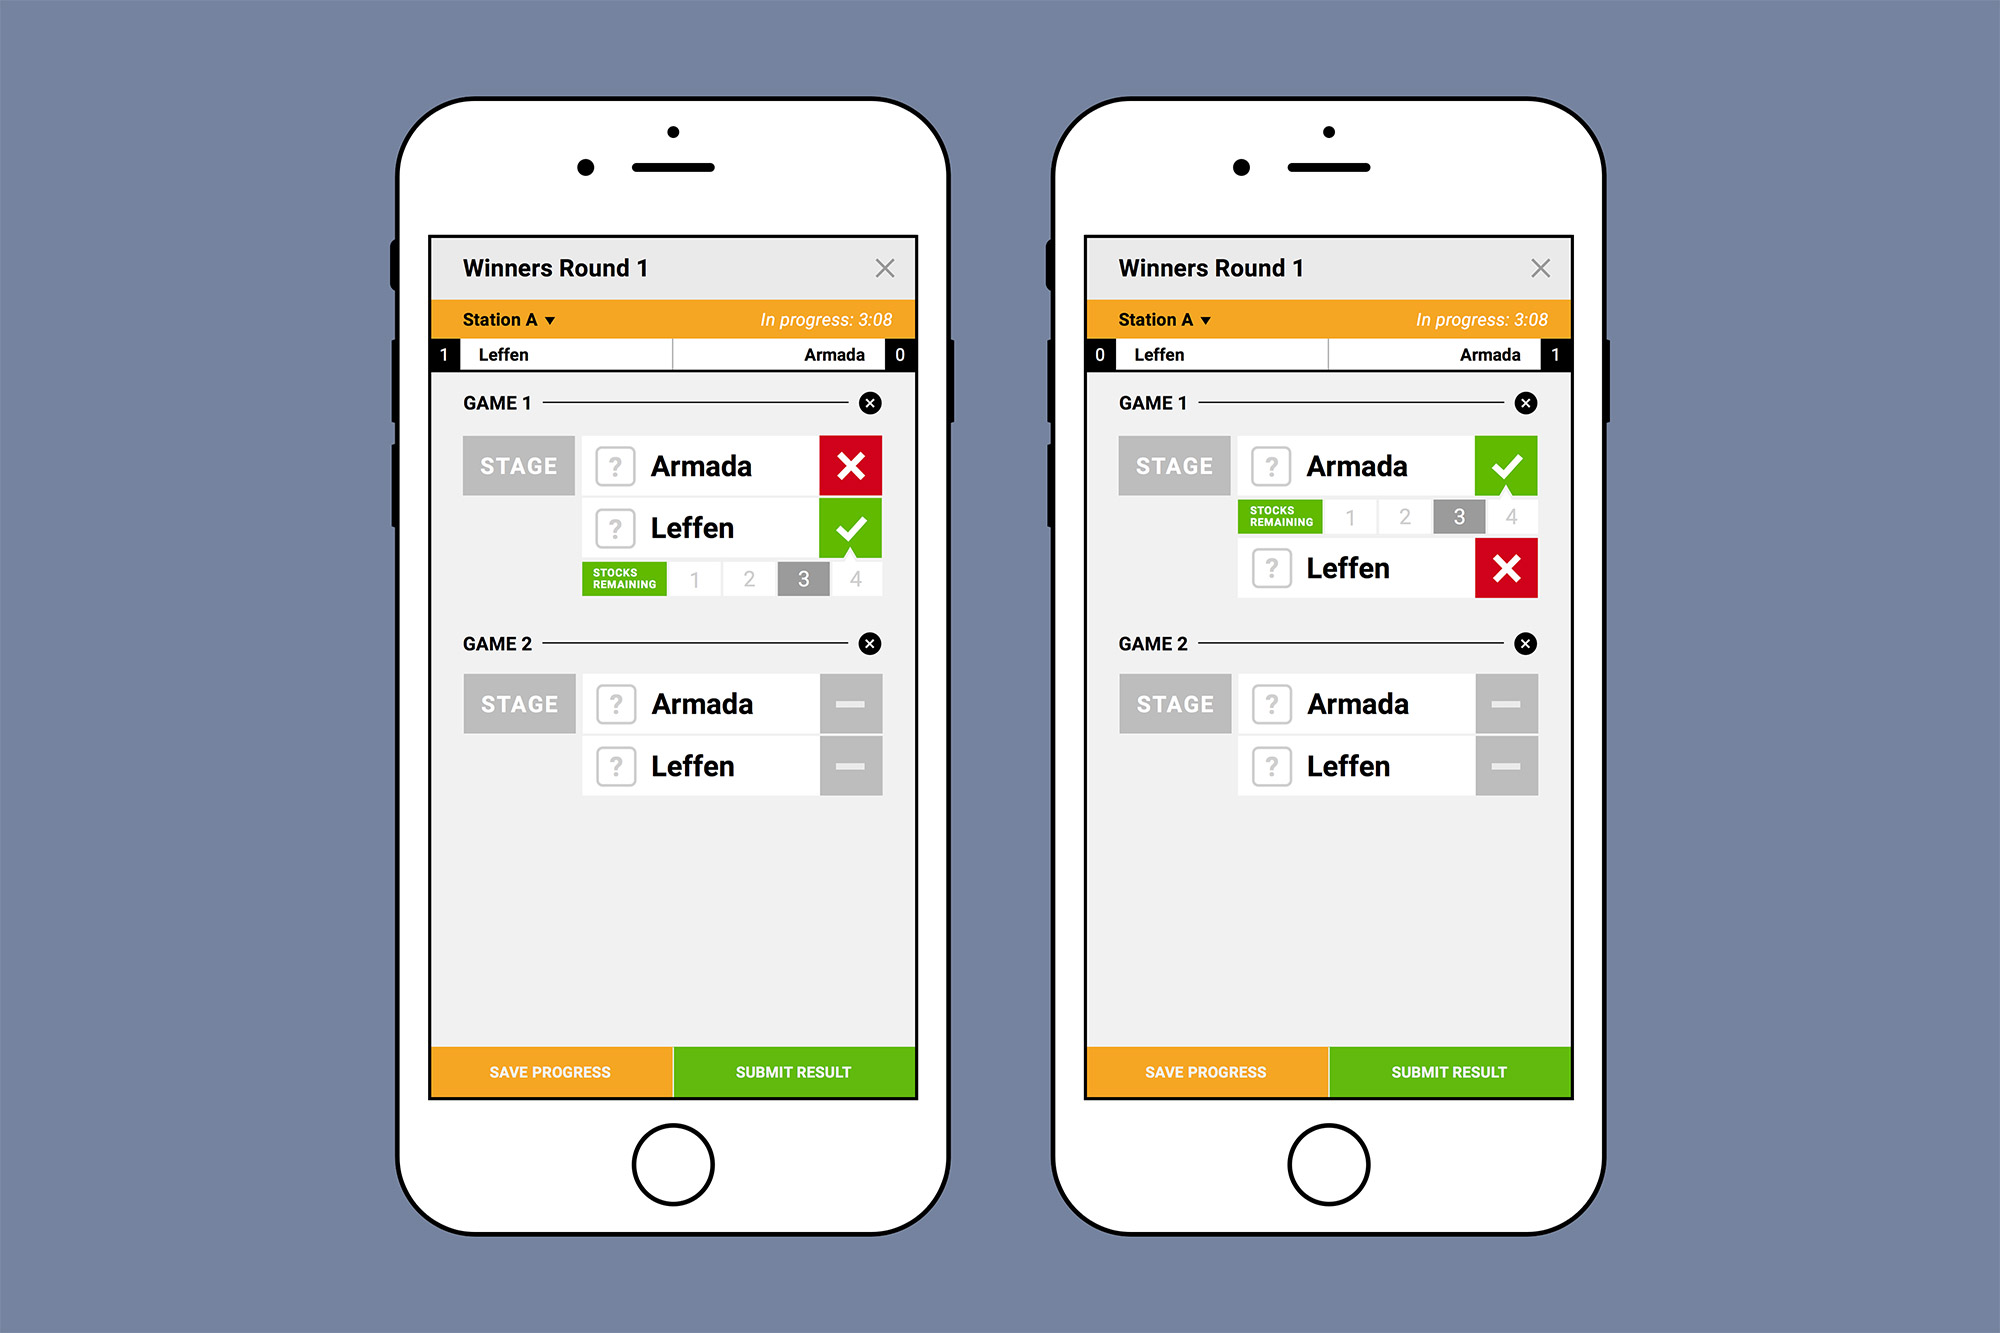 Winners Round 1
Station A
In progress: 3:08
1 Leffen Armada 0
GAME 1
STAGE ? Armada
? Leffen
STOCKS REMAINING 1 2 3 4
GAME 2
STAGE ? Armada
? Leffen
SAVE PROGRESS SUBMIT RESULT
Winners Round 1
Station A
In progress: 3:08
0 Leffen Armada 1
GAME 1
STAGE ? Armada
STOCKS REMAINING 1 2 3 4
? Leffen
GAME 2
STAGE ? Armada
? Leffen
SAVE PROGRESS SUBMIT RESULT